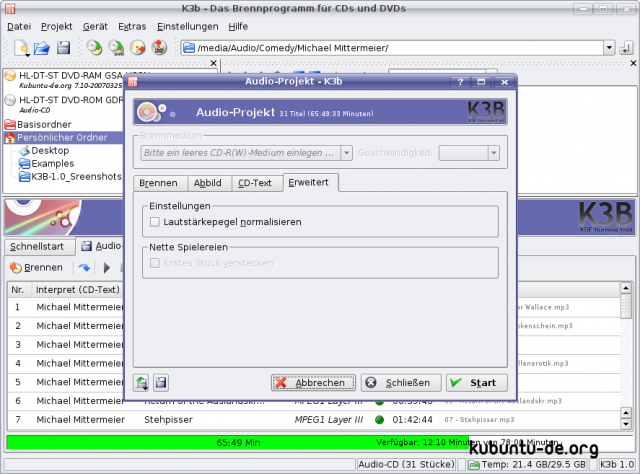 K3b - Das Brennprogramm für CDs und DVDs
Datei Projekt Gerät Extras Einstellungen Hilfe
/media/Audio/Comedy/Michael Mittermeier/
HL-DT-ST DVD-RAM GSA
Kubuntu-de.org 7.10-20070325
HL-DT-ST DVD-ROM GDR
Audio-CD
Basisordner
Persönlicher Ordner
Desktop
Examples
K3B-1.0_Sreenshots
Audio-Projekt - K3b
Audio-Projekt 31 Titel (65:49:33 Minuten)
K3B
Brennmedium
Bitte ein leeres CD-R(W)-Medium einlegen ... Geschwindigkeit:
Brennen Abbild CD-Text Erweitert
Einstellungen
Lautstärkepegel normalisieren
Nette Spielereien
Erstes Stück verstecken
Abbrechen Schließen Start
K3B
KDE burning tool
Schnellstart Audio-
Brennen
Nr. Interpret (CD-Text)
1 Michael Mittermeier ur Wallace.mp3
2 Michael Mittermeier nkenschein.mp3
3 Michael Mittermeier
4 Michael Mittermeier llenerotik.mp3
5 Michael Mittermeier
6 Michael Mittermeier Return of the Auslandskr...
7 Michael Mittermeier Stehpisser MPEG1 Layer III 01:42:44 07 - Stehpisser.mp3
65:49 Min Verfügbar: 12:10 Minuten von 78:00 Minuten
kubuntu-de.org
Audio-CD (31 Stücke) Temp: 21.4 GB/29.5 GB K3b 1.0